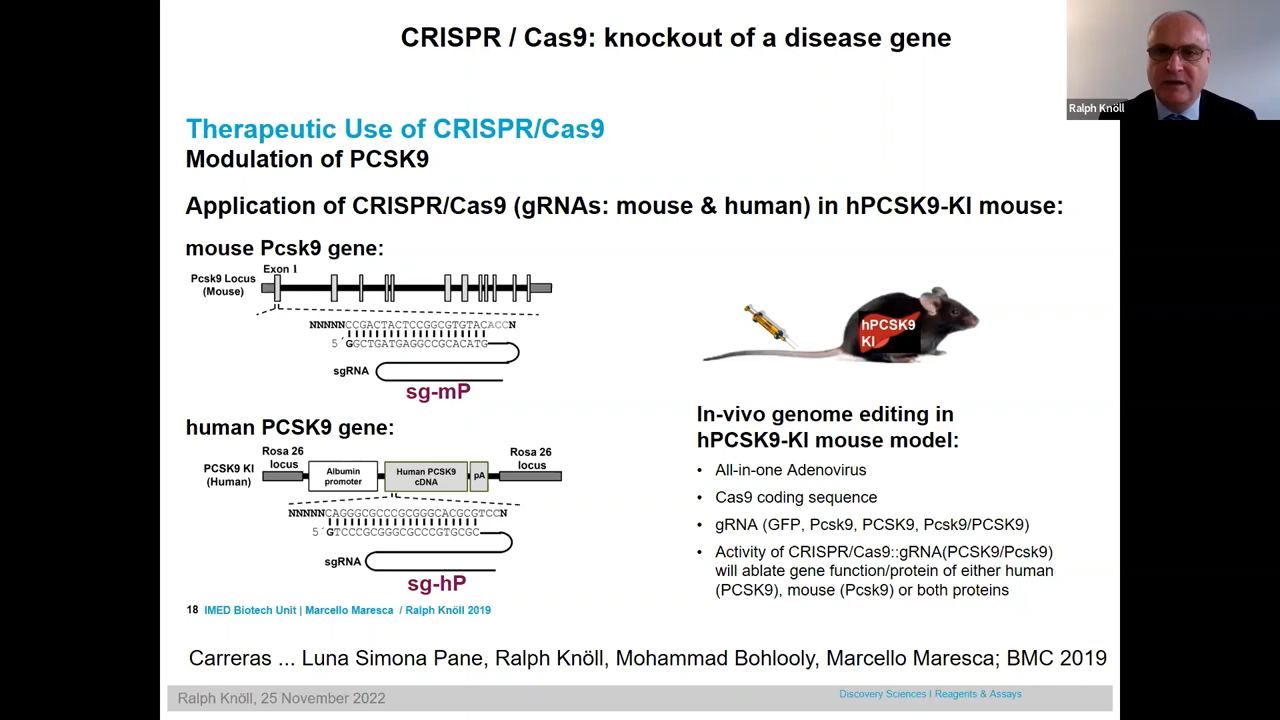 CRISPR / Cas9: knockout of a disease gene
Ralph Knöll
Therapeutic Use of CRISPR/Cas9
Modulation of PCSK9
Application of CRISPR/Cas9 (gRNAs: mouse & human) in hPCSK9-KI mouse:
mouse Pcsk9 gene:
Exon 1
Pcsk9 Locus
(Mouse)
NNNNNCCGACTACTCCGGCGTGTACACCN
5´GGCTGATGAGGCCGCACATG
sgRNA
sg-mP
human PCSK9 gene:
Rosa 26
locus
PCSK9 KI
(Human)
Albumin
promoter
Human PCSK9
cDNA
pA
Rosa 26
locus
NNNNNCAGGGCGCCCGCGGGCACGCGTCCN
5´GTCCCGCGGGCGCCCGTGCGC
sgRNA
sg-hP
hPCSK9
KI
In-vivo genome editing in
hPCSK9-KI mouse model:
• All-in-one Adenovirus
• Cas9 coding sequence
• gRNA (GFP, Pcsk9, PCSK9, Pcsk9/PCSK9)
• Activity of CRISPR/Cas9::gRNA(PCSK9/Pcsk9)
will ablate gene function/protein of either human
(PCSK9), mouse (Pcsk9) or both proteins
18 IMED Biotech Unit | Marcello Maresca / Ralph Knöll 2019
Carreras ... Luna Simona Pane, Ralph Knöll, Mohammad Bohlooly, Marcello Maresca; BMC 2019
Ralph Knöll, 25 November 2022
Discovery Sciences I Reagents & Assays